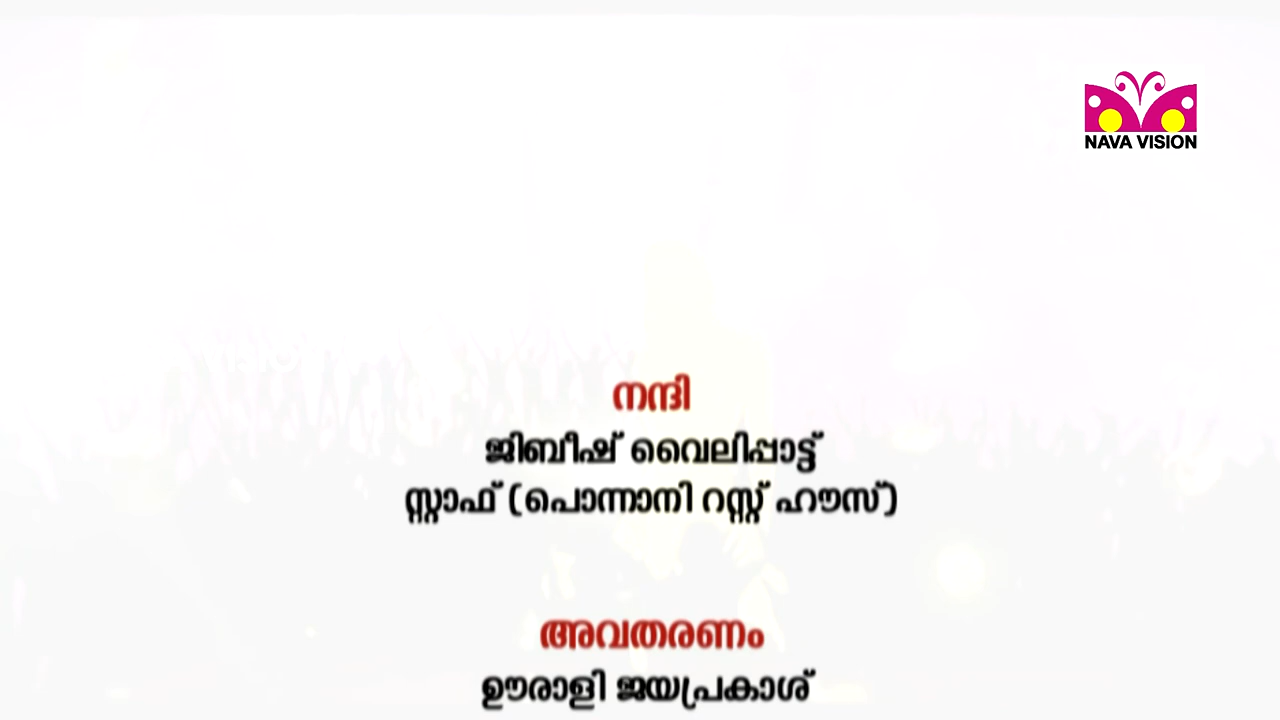 NAVA VISION
നന്ദി
ജിബീഷ് വൈലിപ്പാട്ട്
സ്റ്റാഫ് (പൊന്നാനി റസ്റ്റ് ഹൗസ്)
അവതരണം
ഊരാളി ജയപ്രകാശ്